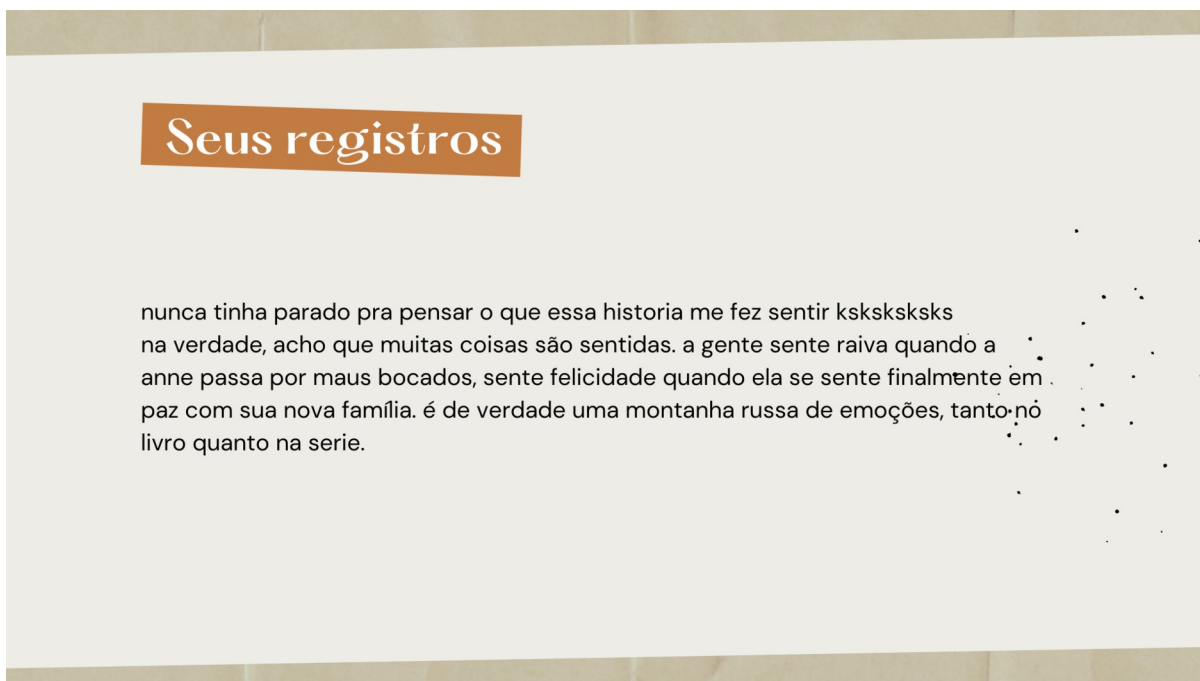 Seus registros
nunca tinha parado pra pensar o que essa historia me fez sentir ksksksksks
na verdade, acho que muitas coisas são sentidas. a gente sente raiva quando a
anne passa por maus bocados, sente felicidade quando ela se sente finalmente em
paz com sua nova família. é de verdade uma montanha russa de emoções, tanto no
livro quanto na serie.